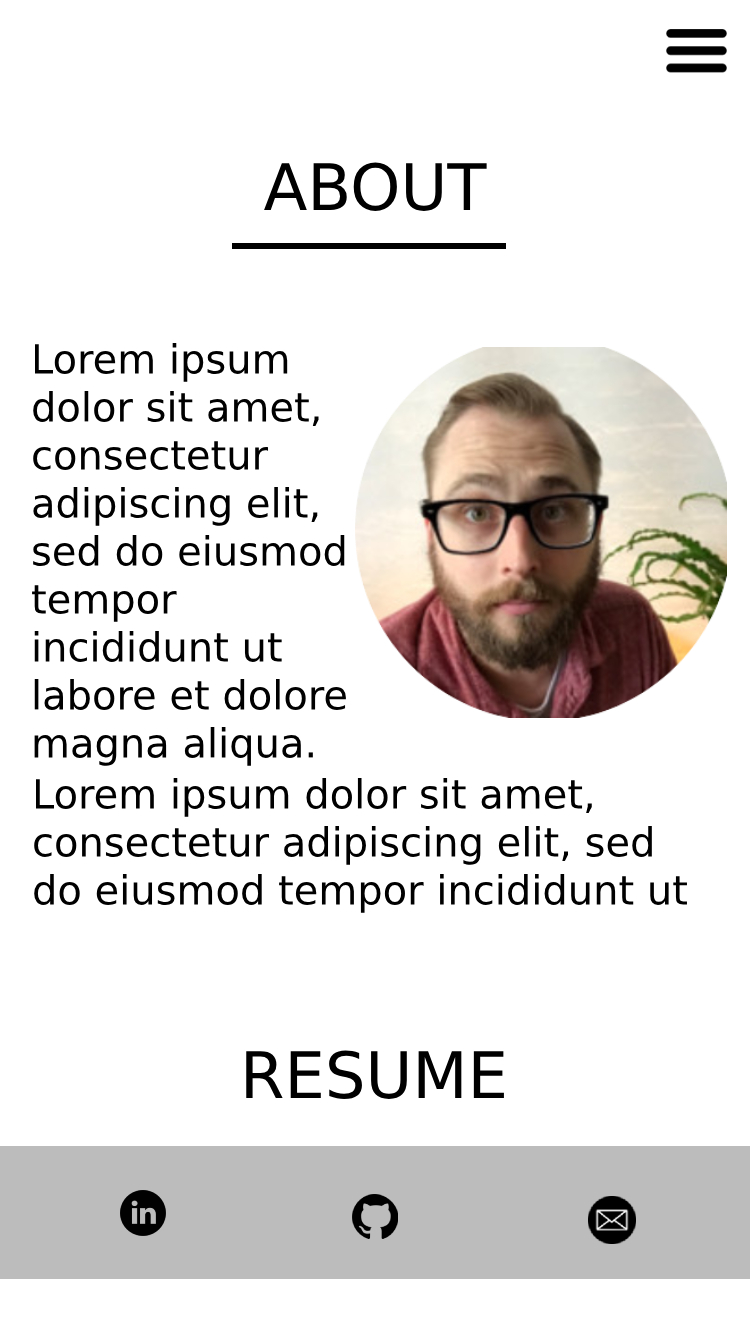 ABOUT
Lorem ipsum
dolor sit amet,
consectetur
adipiscing elit,
sed do eiusmod
tempor
incididunt ut
labore et dolore
magna aliqua.
Lorem ipsum dolor sit amet,
consectetur adipiscing elit, sed
do eiusmod tempor incididunt ut
RESUME
in